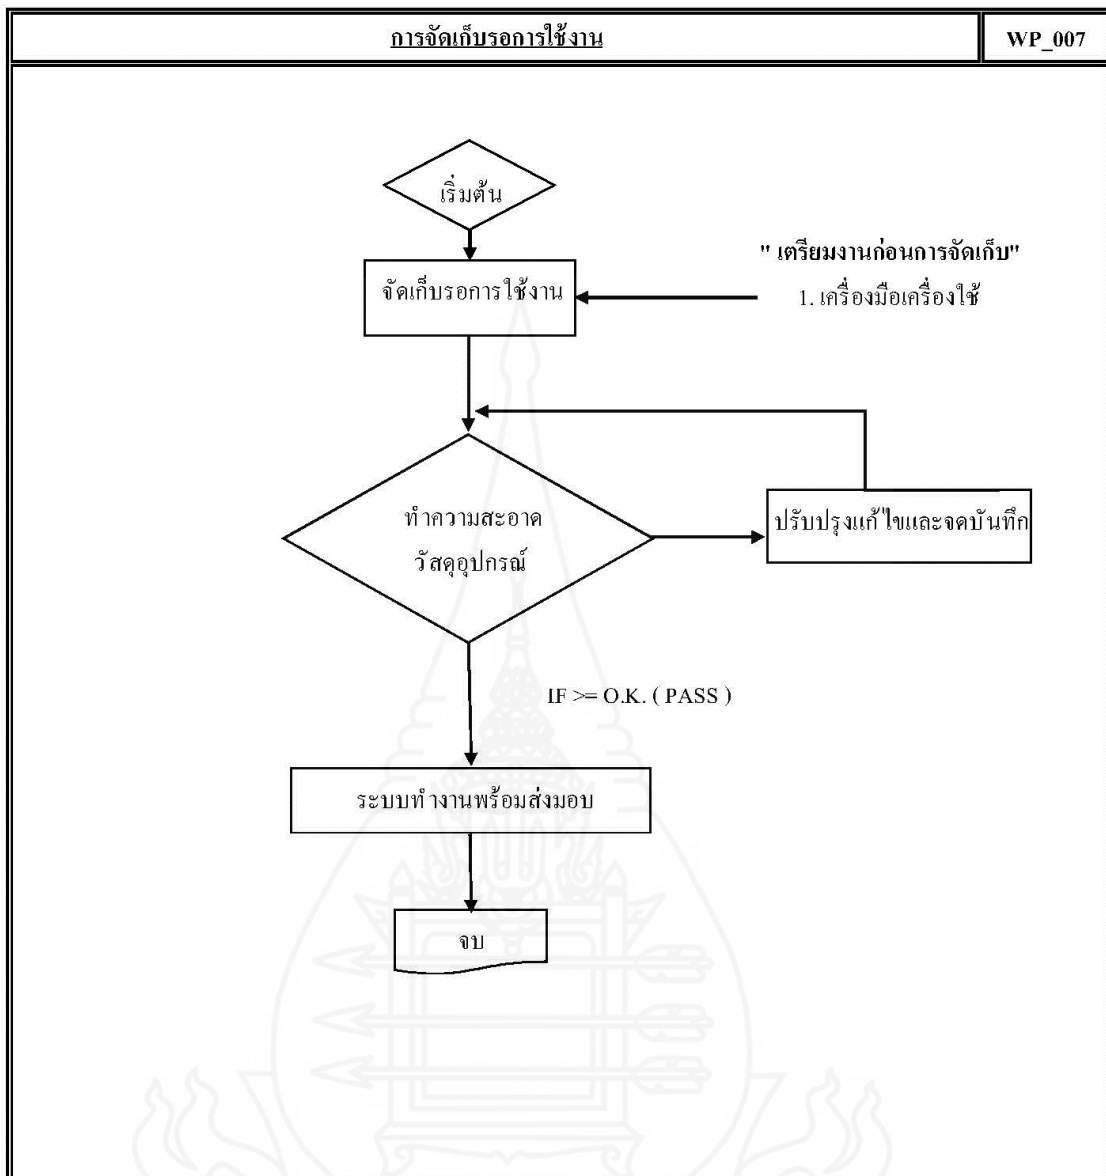 การจัดเก็บรอการใช้งาน
WP_007
เริ่มต้น
" เตรียมงานก่อนการจัดเก็บ"
จัดเก็บรอการใช้งาน
1. เครื่องมือเครื่องใช้
ทำความสะอาด
วัสดุอุปกรณ์
ปรับปรุงแก้ไขและจดบันทึก
IF >= O.K. ( PASS )
ระบบทำงานพร้อมส่งมอบ
จบ